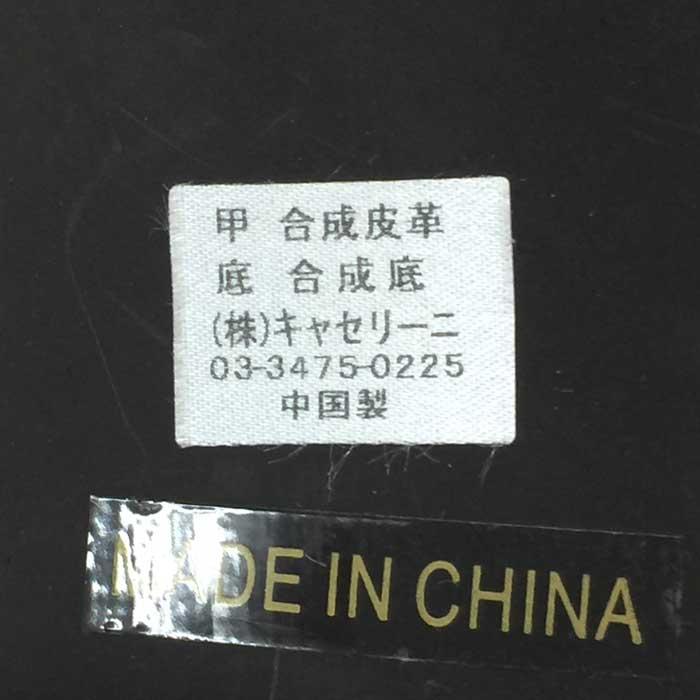 甲 合成皮革
底 合成底
(株)キャセリーニ
03-3475-0225
中国製
MADE IN CHINA